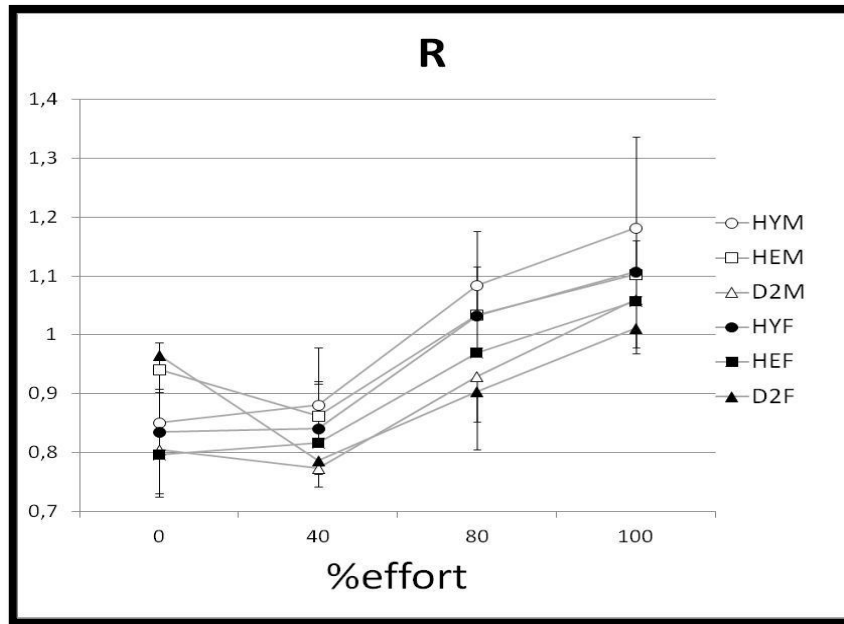 R
1,4
1,3
1,2
1,1
1
0,9
0,8
0,7
0 40 80 100
%effort
HYM
HEM
D2M
HYF
HEF
D2F